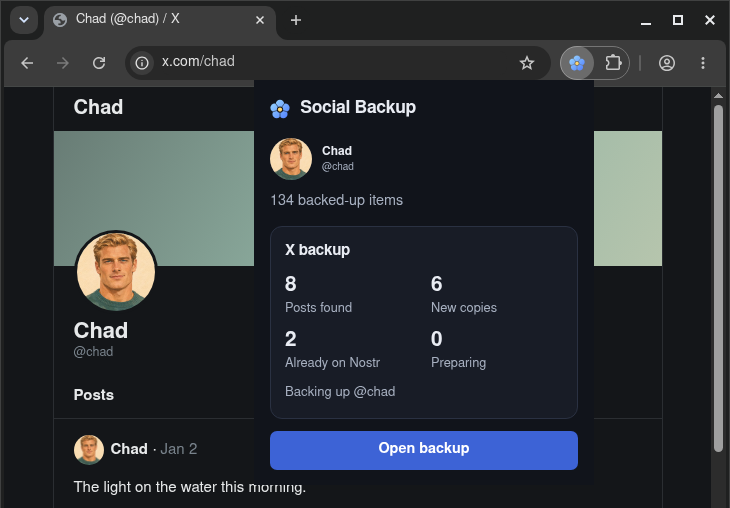 Chad (@chad) / X
x.com/chad
Chad
Social Backup
Chad
@chad
134 backed-up items
X backup
8
Posts found
6
New copies
2
Already on Nostr
0
Preparing
Backing up @chad
Open backup
Chad
@chad
Posts
Chad · Jan 2
The light on the water this morning.